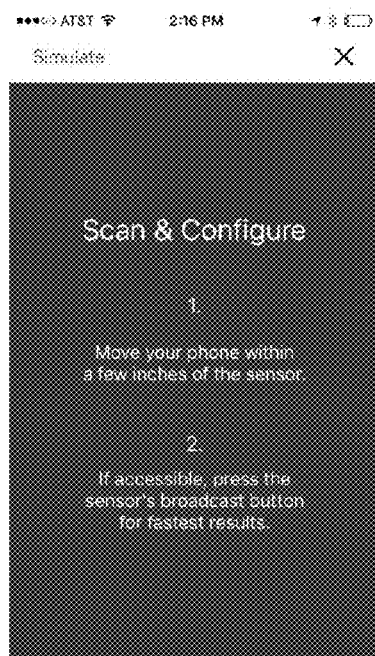 AT&T 2:16 PM
Simulate
Scan & Configure
1.
Move your phone within
a few inches of the sensor.
2.
If accessible, press the
sensor's broadcast button
for fastest results.